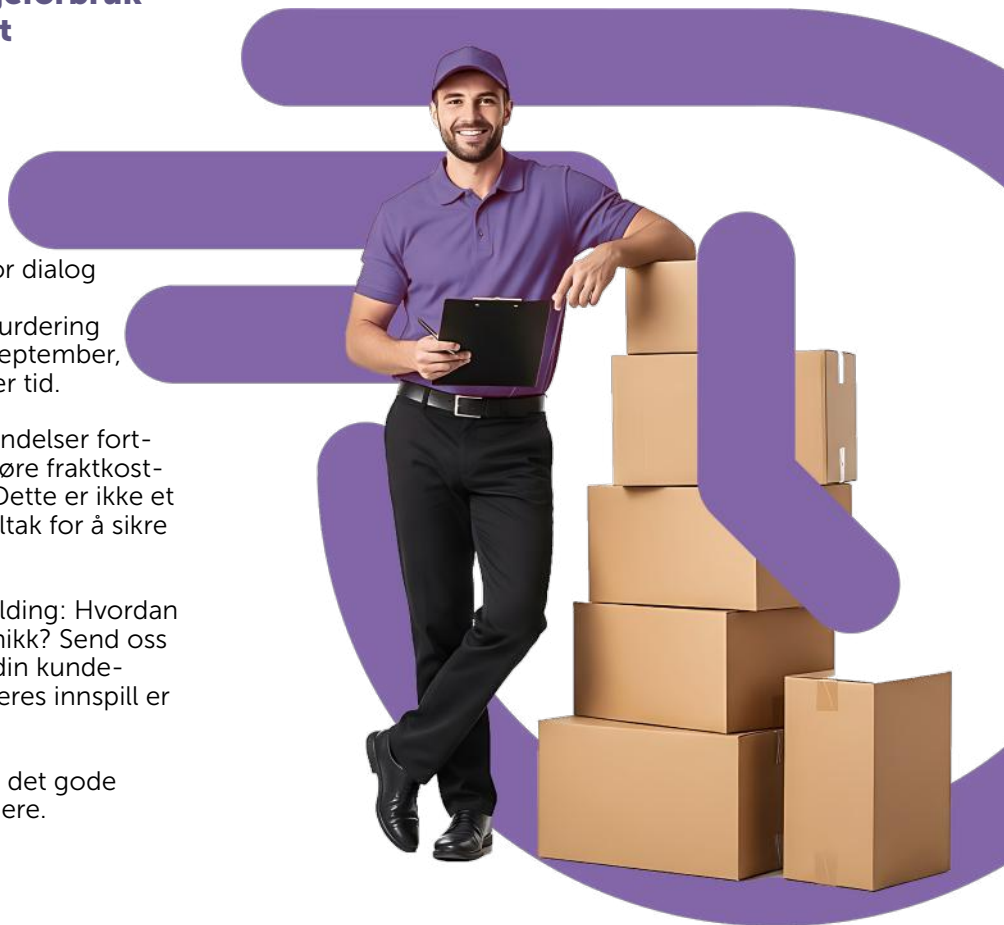 geforbruk
t
or dialog
urdering
eptember,
er tid.
ndelser fort-
øre fraktkost-
Dette er ikke et
ltak for å sikre
lding: Hvordan
nikk? Send oss
din kunde-
eres innspill er
det gode
ere.